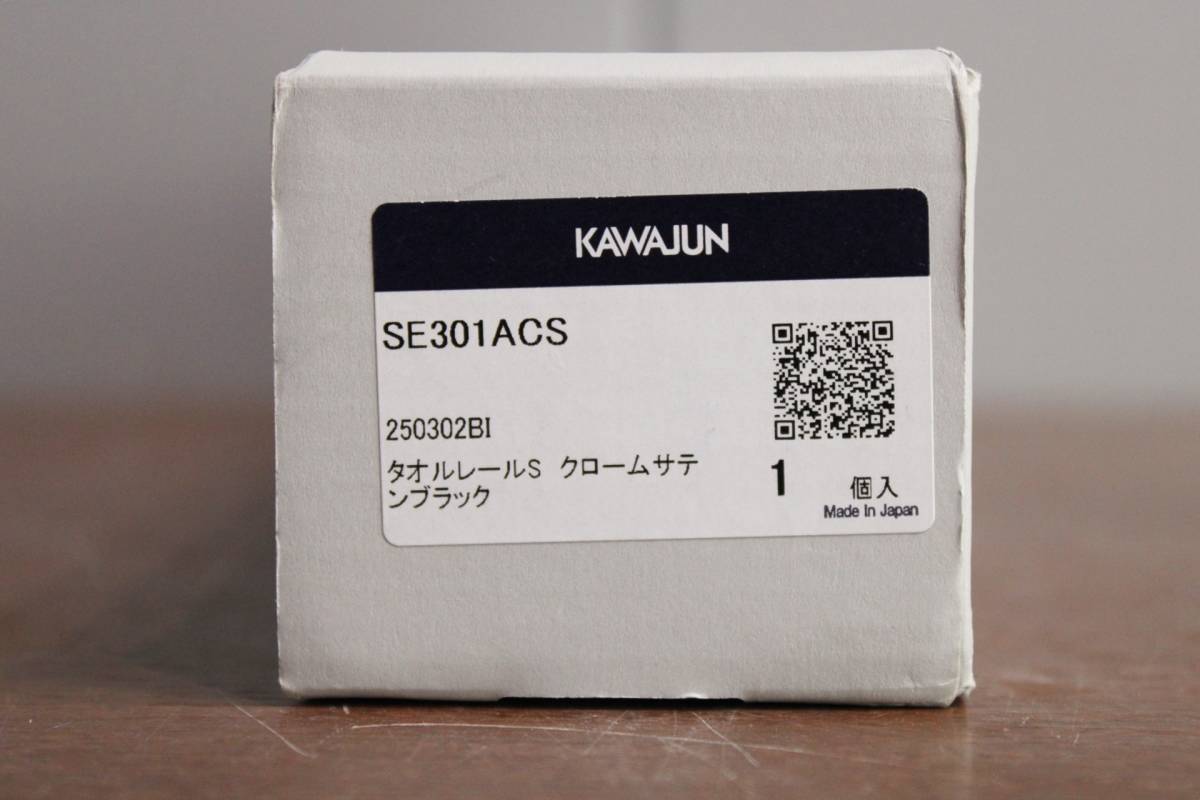 KAWAJUN
SE301ACS
250302BI
タオルレールS クロームサテ
ンブラック
1 個入
Made In Japan